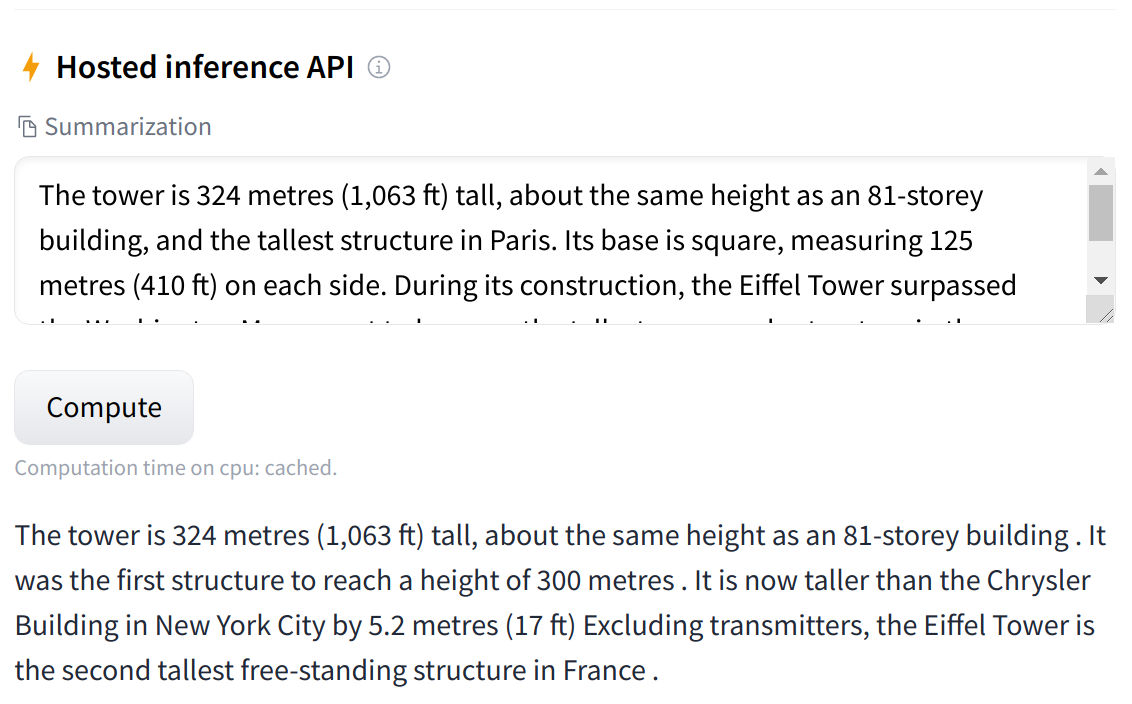 Hosted inference API
Summarization
The tower is 324 metres (1,063 ft) tall, about the same height as an 81-storey
building, and the tallest structure in Paris. Its base is square, measuring 125
metres (410 ft) on each side. During its construction, the Eiffel Tower surpassed
Compute
Computation time on cpu: cached.
The tower is 324 metres (1,063 ft) tall, about the same height as an 81-storey building . It
was the first structure to reach a height of 300 metres . It is now taller than the Chrysler
Building in New York City by 5.2 metres (17 ft) Excluding transmitters, the Eiffel Tower is
the second tallest free-standing structure in France .